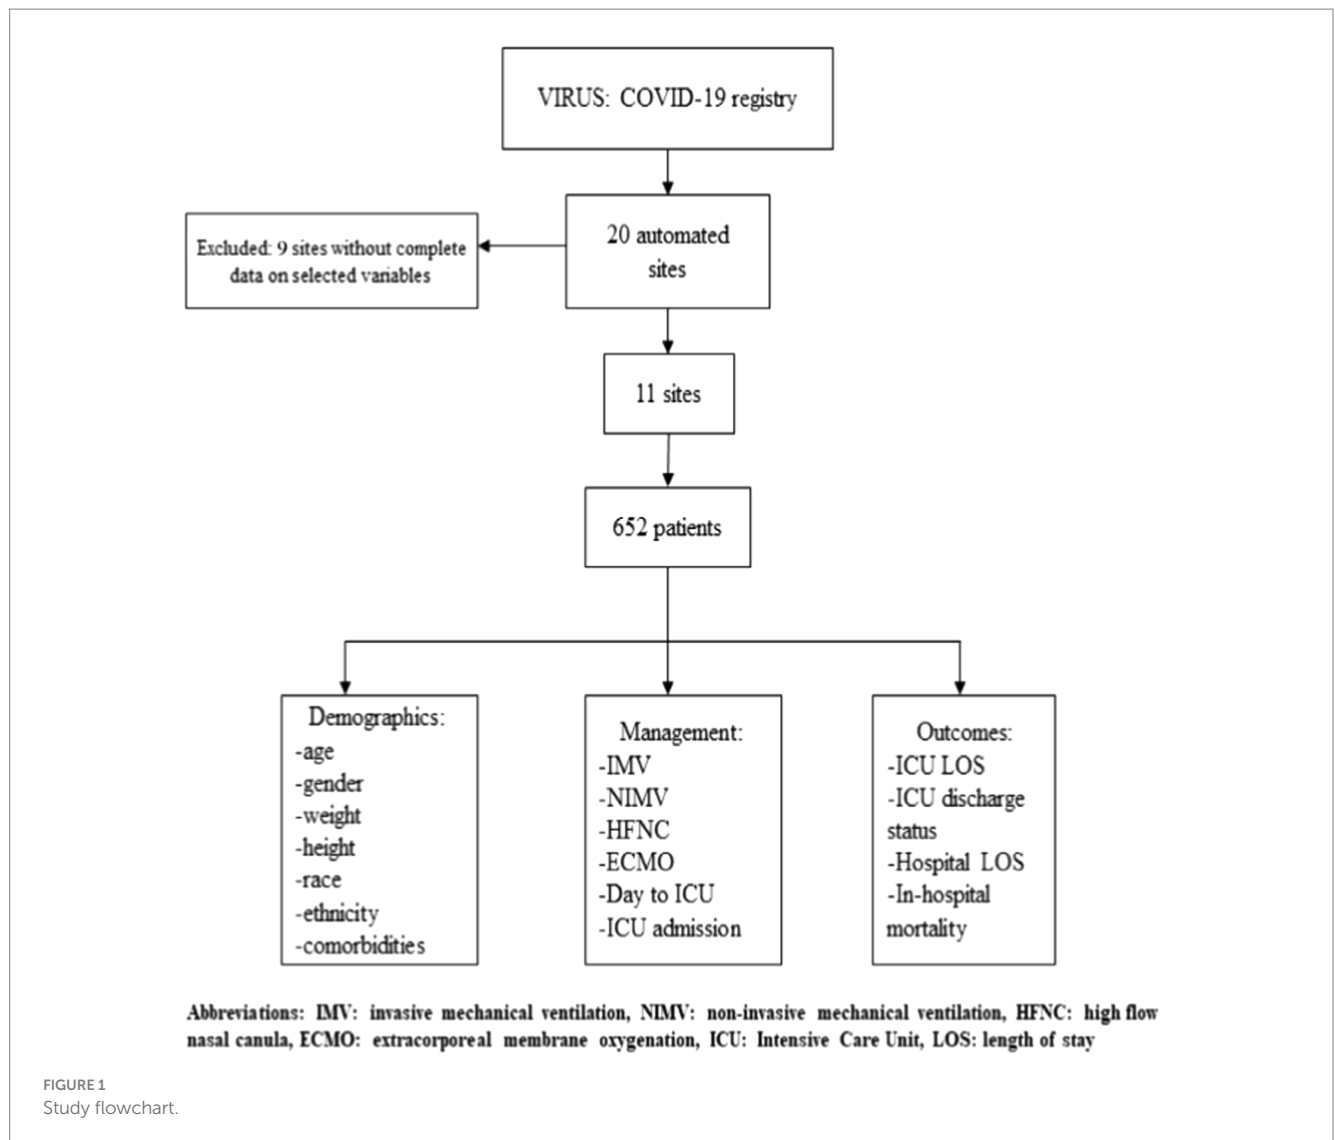 VIRUS: COVID-19 registry
20 automated
sites
Excluded: 9 sites without complete
data on selected variables
11 sites
652 patients
Demographics:
-age
-gender
-weight
-height
-race
-ethnicity
-comorbidities
Management:
-IMV
-NIMV
-HFNC
-ECMO
-Day to ICU
-ICU admission
Outcomes:
-ICU LOS
-ICU discharge
status
-Hospital LOS
-In-hospital
mortality
Abbreviations: IMV: invasive mechanical ventilation, NIMV: non-invasive mechanical ventilation, HFNC: high flow
nasal canula, ECMO: extracorporeal membrane oxygenation, ICU: Intensive Care Unit, LOS: length of stay
FIGURE 1
Study flowchart.